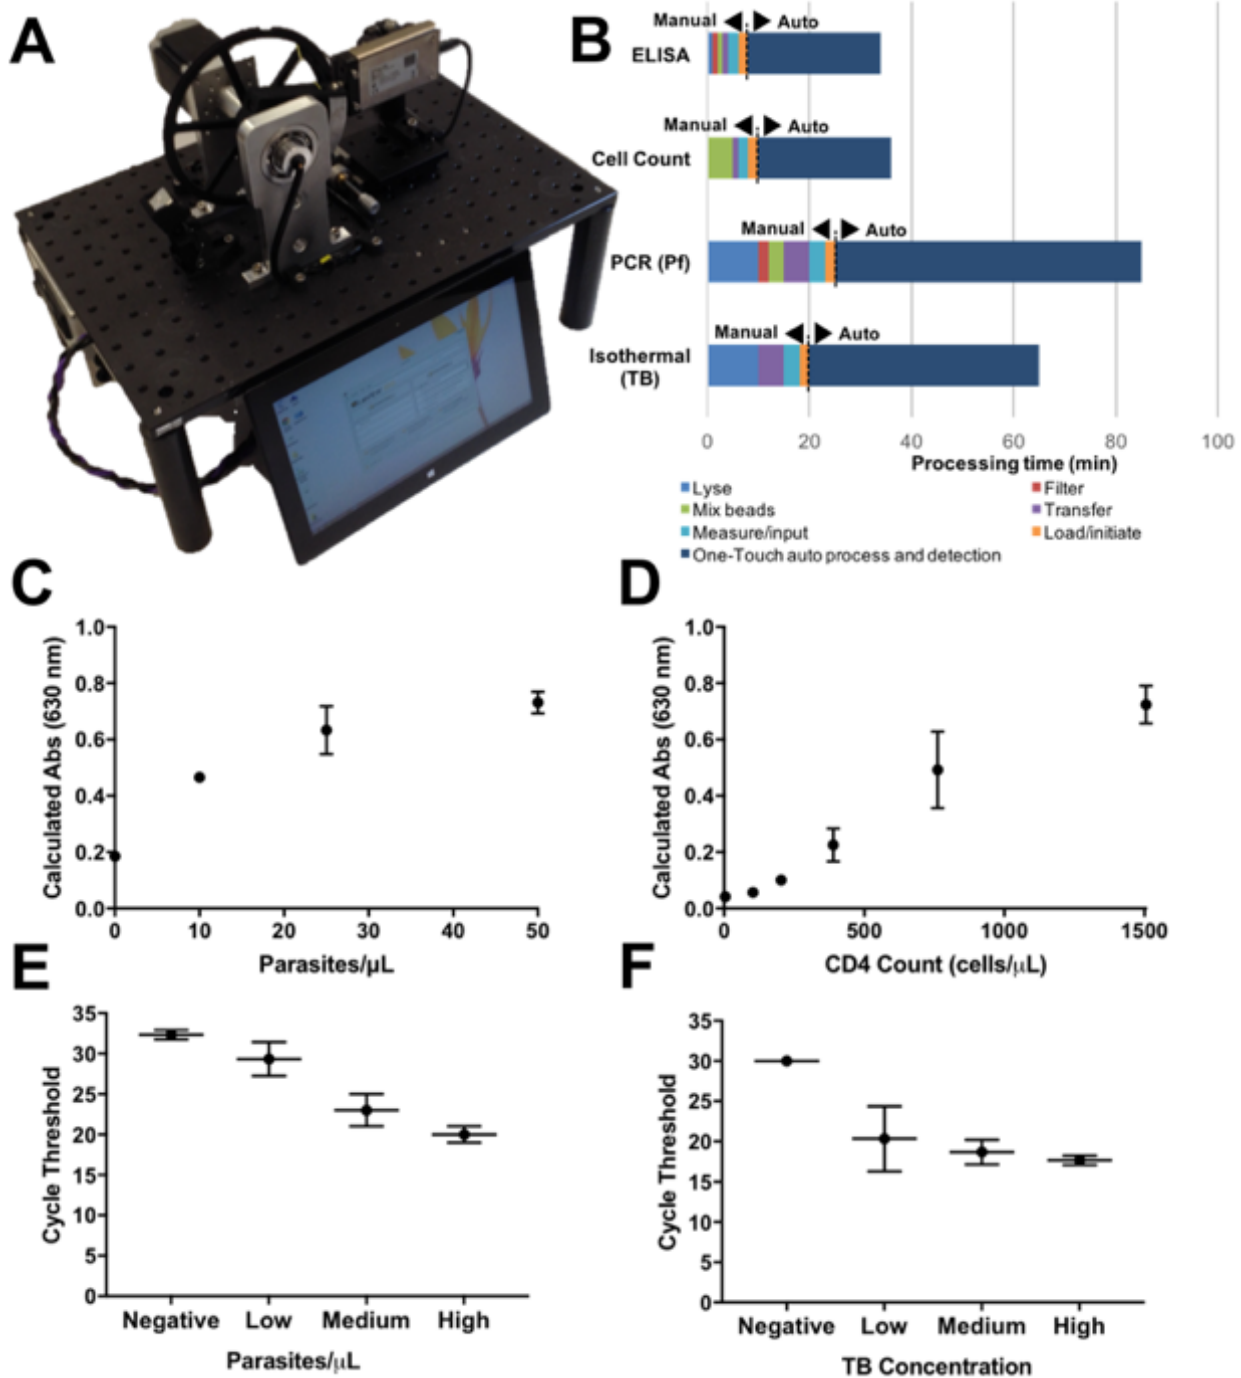 A
B
Manual Auto
ELISA
Manual Auto
Cell Count
Manual Auto
PCR (Pf)
Manual Auto
Isothermal
(TB)
0 20 40 60 80 100
Processing time (min)
Lyse Filter
Mix beads Transfer
Measure/input Load/initiate
One-Touch auto process and detection
C
Calculated Abs (630 nm)
1.0
0.8
0.6
0.4
0.2
0.0
0 10 20 30 40 50
Parasites/µL
D
Calculated Abs (630 nm)
1.0
0.8
0.6
0.4
0.2
0.0
0 500 1000 1500
CD4 Count (cells/µL)
E
Cycle Threshold
35
30
25
20
15
10
5
0
Negative Low Medium High
Parasites/µL
F
Cycle Threshold
35
30
25
20
15
10
5
0
Negative Low Medium High
TB Concentration